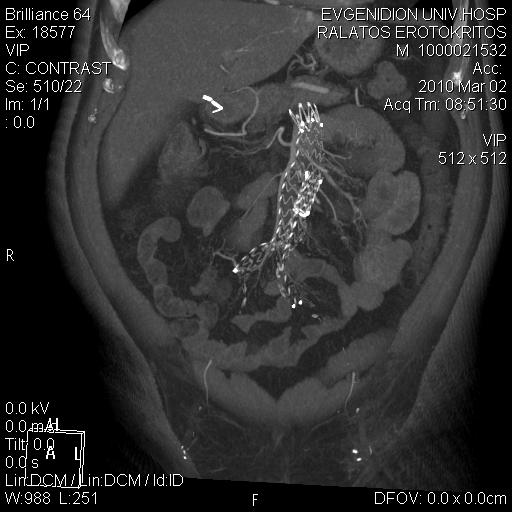 Brilliance 64
Ex: 18577
VIP
C: CONTRAST
Se: 510/22
Im: 1/1
: 0.0
EVGENIDION UNIV.HOSP
RALATOS EROTOKRITOS
M 1000021532
Acc:
2010 Mar 02
Acq Tm: 08:51:30
VIP
512 x 512
R
0.0 kV
0.0 mA
Tilt: 0.0
0.0 s
Lin:DCM / Lin:DCM / Id:ID
W:988 L:251
AL
A
L
F
DFOV: 0.0 x 0.0cm